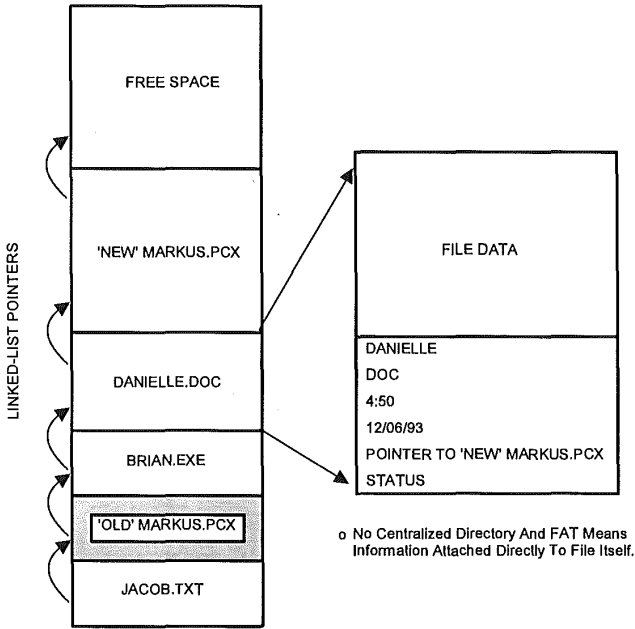 FREE SPACE
'NEW' MARKUS.PCX
DANIELLE.DOC
BRIAN.EXE
'OLD' MARKUS.PCX
JACOB.TXT
LINKED-LIST POINTERS
FILE DATA
DANIELLE
DOC
4:50
12/06/93
POINTER TO 'NEW' MARKUS.PCX
STATUS
o No Centralized Directory And FAT Means
Information Attached Directly To File Itself.